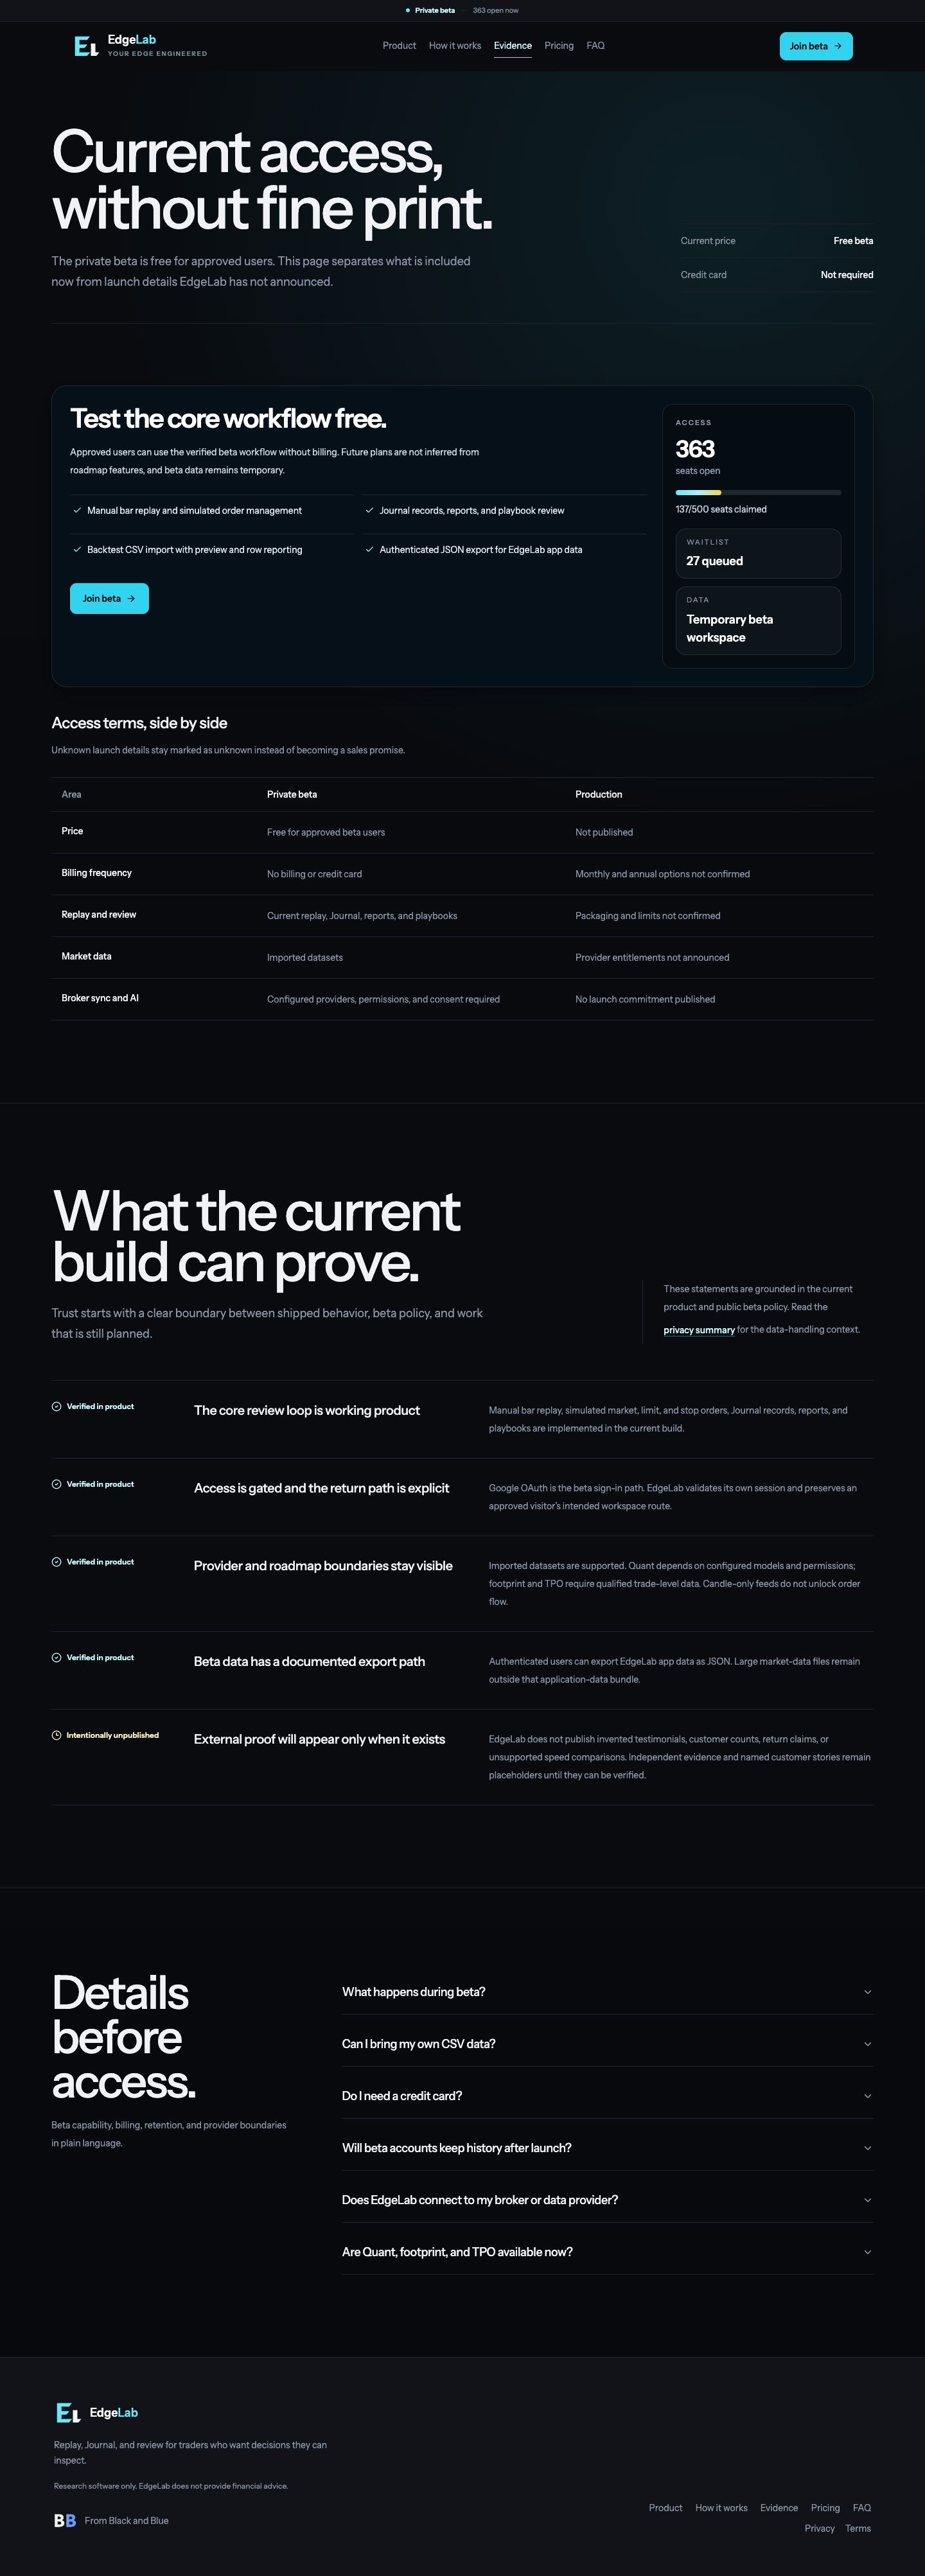 Private beta 363 open now
EdgeLab
YOUR EDGE ENGINEERED
Product How it works Evidence Pricing FAQ
Join beta
Current access,
without fine print.
The private beta is free for approved users. This page separates what is included
now from launch details EdgeLab has not announced.
Current price Free beta
Credit card Not required
Test the core workflow free.
Approved users can use the verified beta workflow without billing. Future plans are not inferred from
roadmap features, and beta data remains temporary.
Manual bar replay and simulated order management
Journal records, reports, and playbook review
Backtest CSV import with preview and row reporting
Authenticated JSON export for EdgeLab app data
Join beta
ACCESS
363
seats open
137/500 seats claimed
WAITLIST
27 queued
DATA
Temporary beta
workspace
Access terms, side by side
Unknown launch details stay marked as unknown instead of becoming a sales promise.
Area Private beta Production
Price Free for approved beta users Not published
Billing frequency No billing or credit card Monthly and annual options not confirmed
Replay and review Current replay, Journal, reports, and playbooks Packaging and limits not confirmed
Market data Imported datasets Provider entitlements not announced
Broker sync and AI Configured providers, permissions, and consent required No launch commitment published
What the current
build can prove.
Trust starts with a clear boundary between shipped behavior, beta policy, and work
that is still planned.
These statements are grounded in the current
product and public beta policy. Read the
privacy summary for the data-handling context.
Verified in product
The core review loop is working product
Manual bar replay, simulated market, limit, and stop orders, Journal records, reports, and
playbooks are implemented in the current build.
Verified in product
Access is gated and the return path is explicit
Google OAuth is the beta sign-in path. EdgeLab validates its own session and preserves an
approved visitor's intended workspace route.
Verified in product
Provider and roadmap boundaries stay visible
Imported datasets are supported. Quant depends on configured models and permissions;
footprint and TPO require qualified trade-level data. Candle-only feeds do not unlock order
flow.
Verified in product
Beta data has a documented export path
Authenticated users can export EdgeLab app data as JSON. Large market-data files remain
outside that application-data bundle.
Intentionally unpublished
External proof will appear only when it exists
EdgeLab does not publish invented testimonials, customer counts, return claims, or
unsupported speed comparisons. Independent evidence and named customer stories remain
placeholders until they can be verified.
Details
before
access.
Beta capability, billing, retention, and provider boundaries
in plain language.
What happens during beta?
Can I bring my own CSV data?
Do I need a credit card?
Will beta accounts keep history after launch?
Does EdgeLab connect to my broker or data provider?
Are Quant, footprint, and TPO available now?
EdgeLab
Replay, Journal, and review for traders who want decisions they can
inspect.
Research software only. EdgeLab does not provide financial advice.
BB From Black and Blue
Product How it works Evidence Pricing FAQ
Privacy Terms